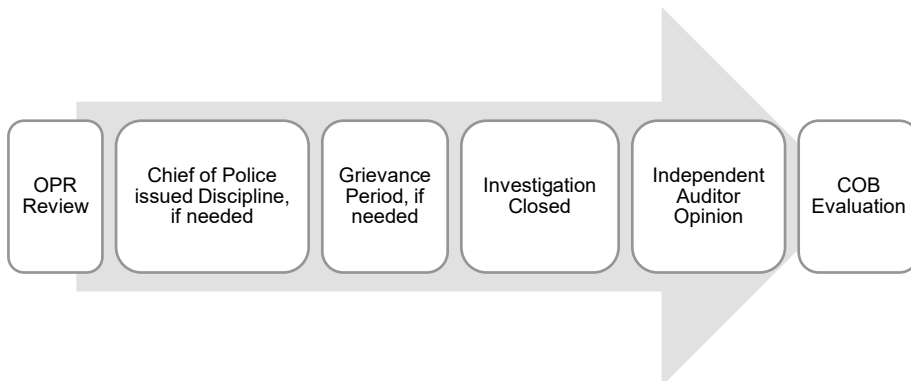 OPR
Review
Chief of Police
issued Discipline,
if needed
Grievance
Period, if
needed
Investigation
Closed
Independent
Auditor
Opinion
COB
Evaluation